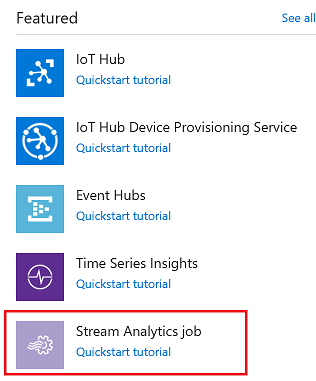 Featured See all
IoT Hub
Quickstart tutorial
IoT Hub Device Provisioning Service
Quickstart tutorial
Event Hubs
Quickstart tutorial
Time Series Insights
Quickstart tutorial
Stream Analytics job
Quickstart tutorial